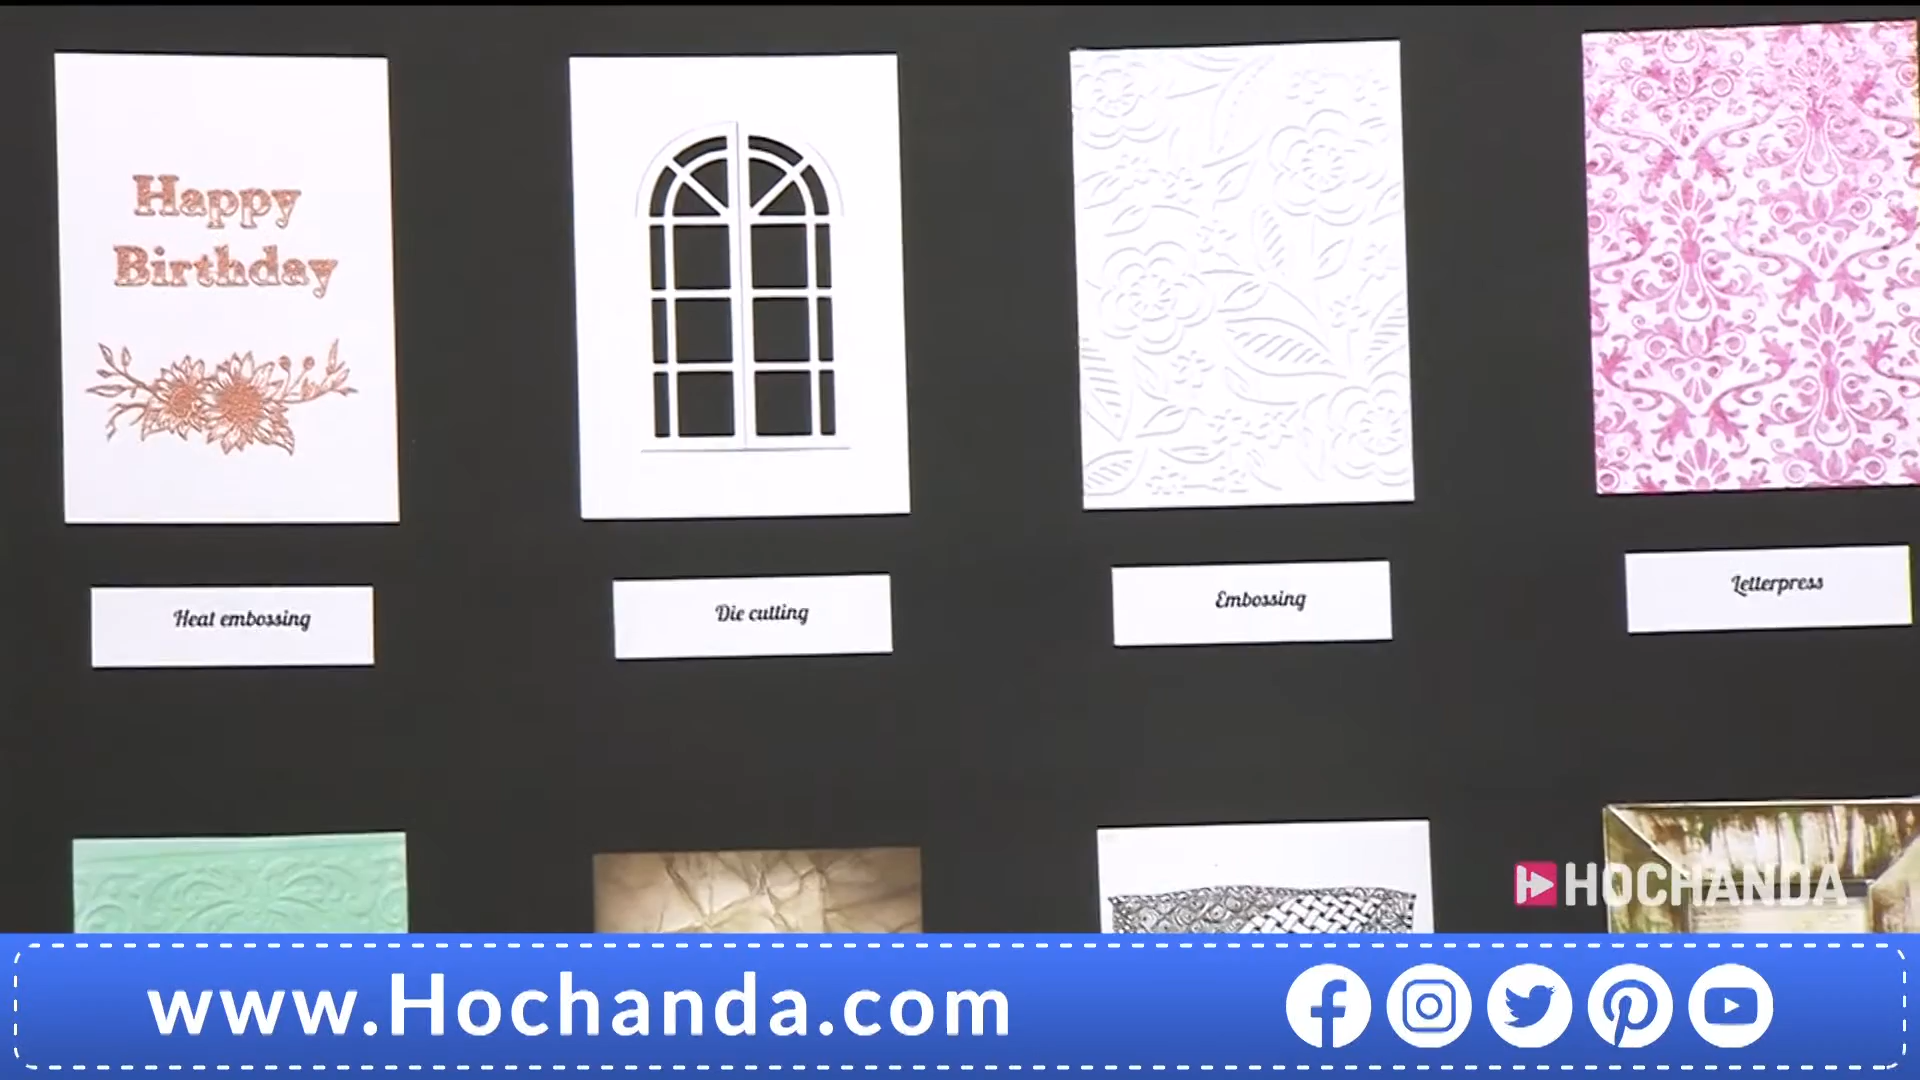 Happy
Birthday
Heat embossing
Die cutting
Embossing
Letterpress
HOCHANDA
www.Hochanda.com